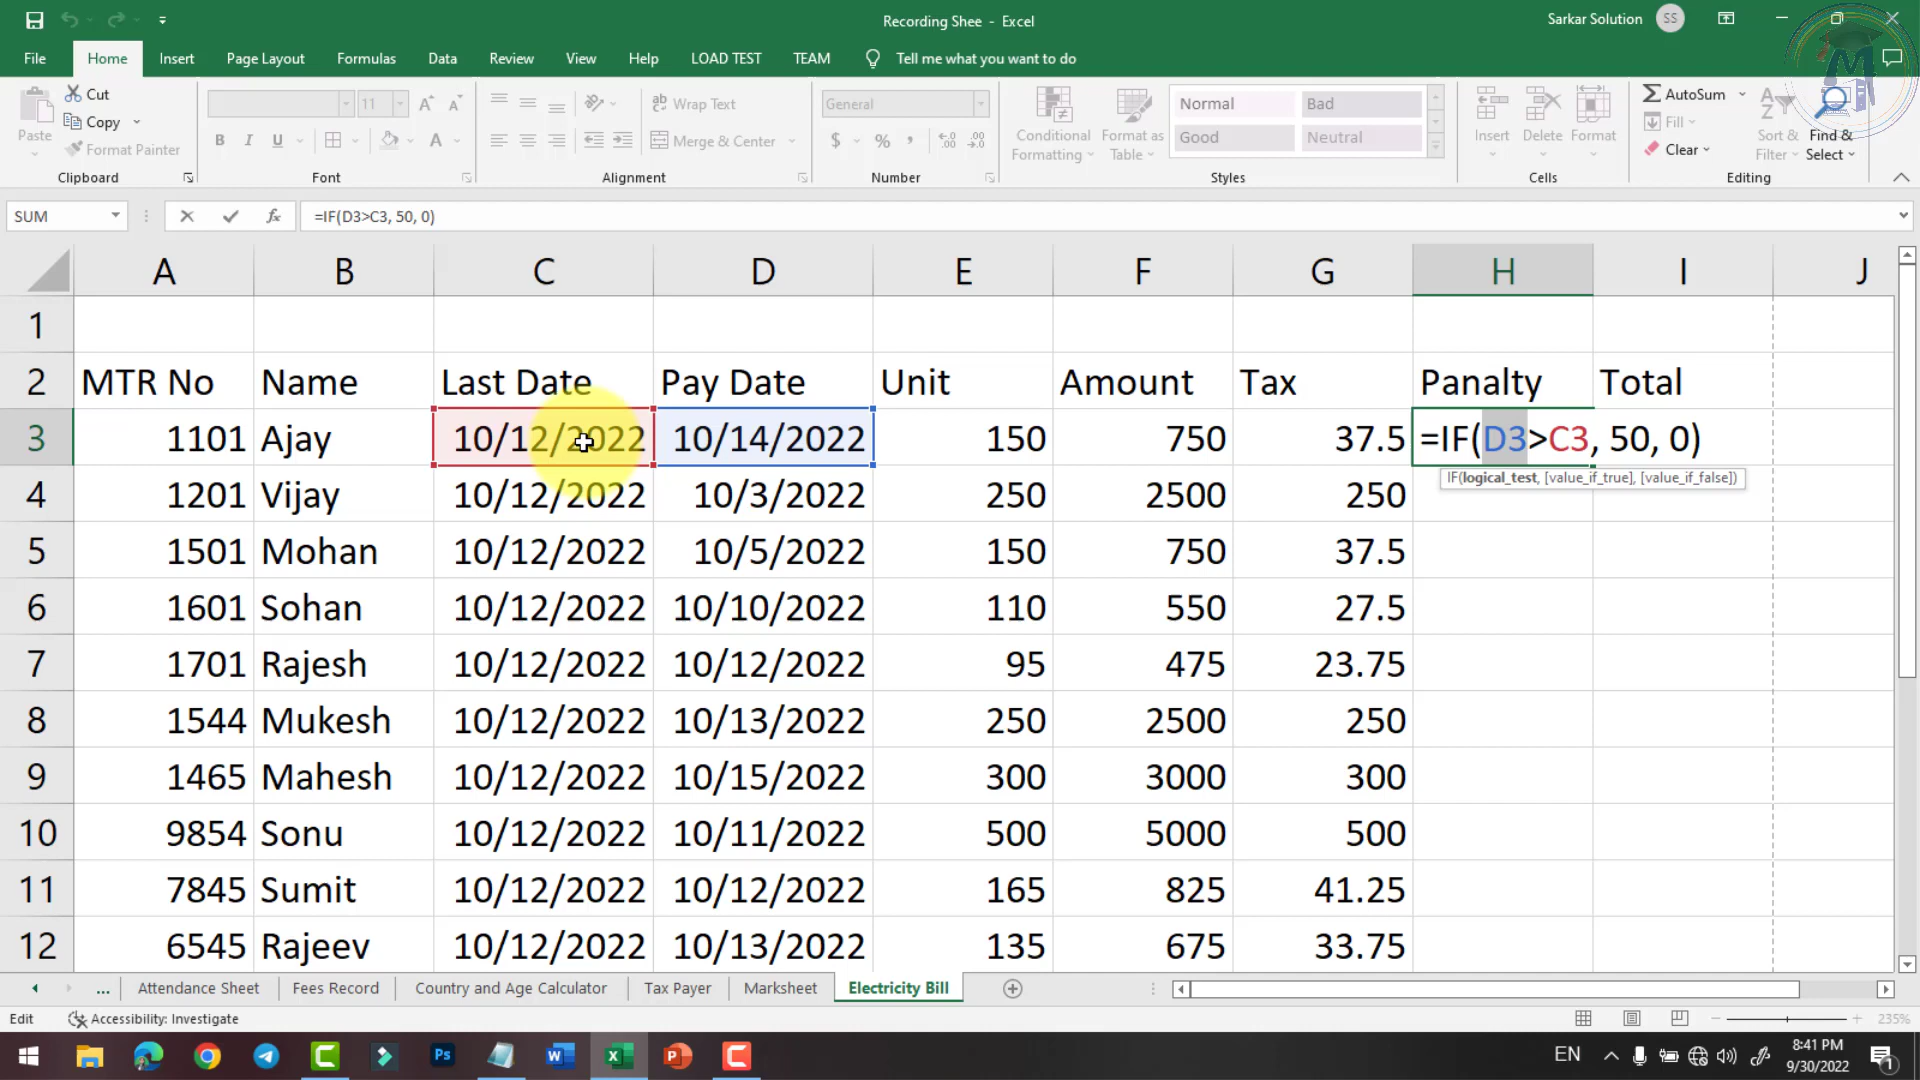 Recording Shee - Excel
Sarkar Solution SS
File Home Insert Page Layout Formulas Data Review View Help LOAD TEST TEAM Tell me what you want to do
Paste
Cut
Copy
Format Painter
Clipboard
11
B I U
A
Font
Wrap Text
Merge & Center
Alignment
General
$ % ,
Number
Conditional Formatting
Format as Table
Normal Bad
Good Neutral
Styles
Insert Delete Format
Cells
AutoSum
Fill
Clear
Sort & Filter
Find & Select
Editing
M
SUM fx =IF(D3>C3, 50, 0)
A B C D E F G H I J
1
2 MTR No Name Last Date Pay Date Unit Amount Tax Panalty Total
3 1101 Ajay 10/12/2022 10/14/2022 150 750 37.5 =IF(D3>C3, 50, 0)
IF(logical_test, [value_if_true], [value_if_false])
4 1201 Vijay 10/12/2022 10/3/2022 250 2500 250
5 1501 Mohan 10/12/2022 10/5/2022 150 750 37.5
6 1601 Sohan 10/12/2022 10/10/2022 110 550 27.5
7 1701 Rajesh 10/12/2022 10/12/2022 95 475 23.75
8 1544 Mukesh 10/12/2022 10/13/2022 250 2500 250
9 1465 Mahesh 10/12/2022 10/15/2022 300 3000 300
10 9854 Sonu 10/12/2022 10/11/2022 500 5000 500
11 7845 Sumit 10/12/2022 10/12/2022 165 825 41.25
12 6545 Rajeev 10/12/2022 10/13/2022 135 675 33.75
... Attendance Sheet Fees Record Country and Age Calculator Tax Payer Marksheet Electricity Bill
Edit Accessibility: Investigate 235%
Ps W X P C
EN 8:41 PM
9/30/2022
1